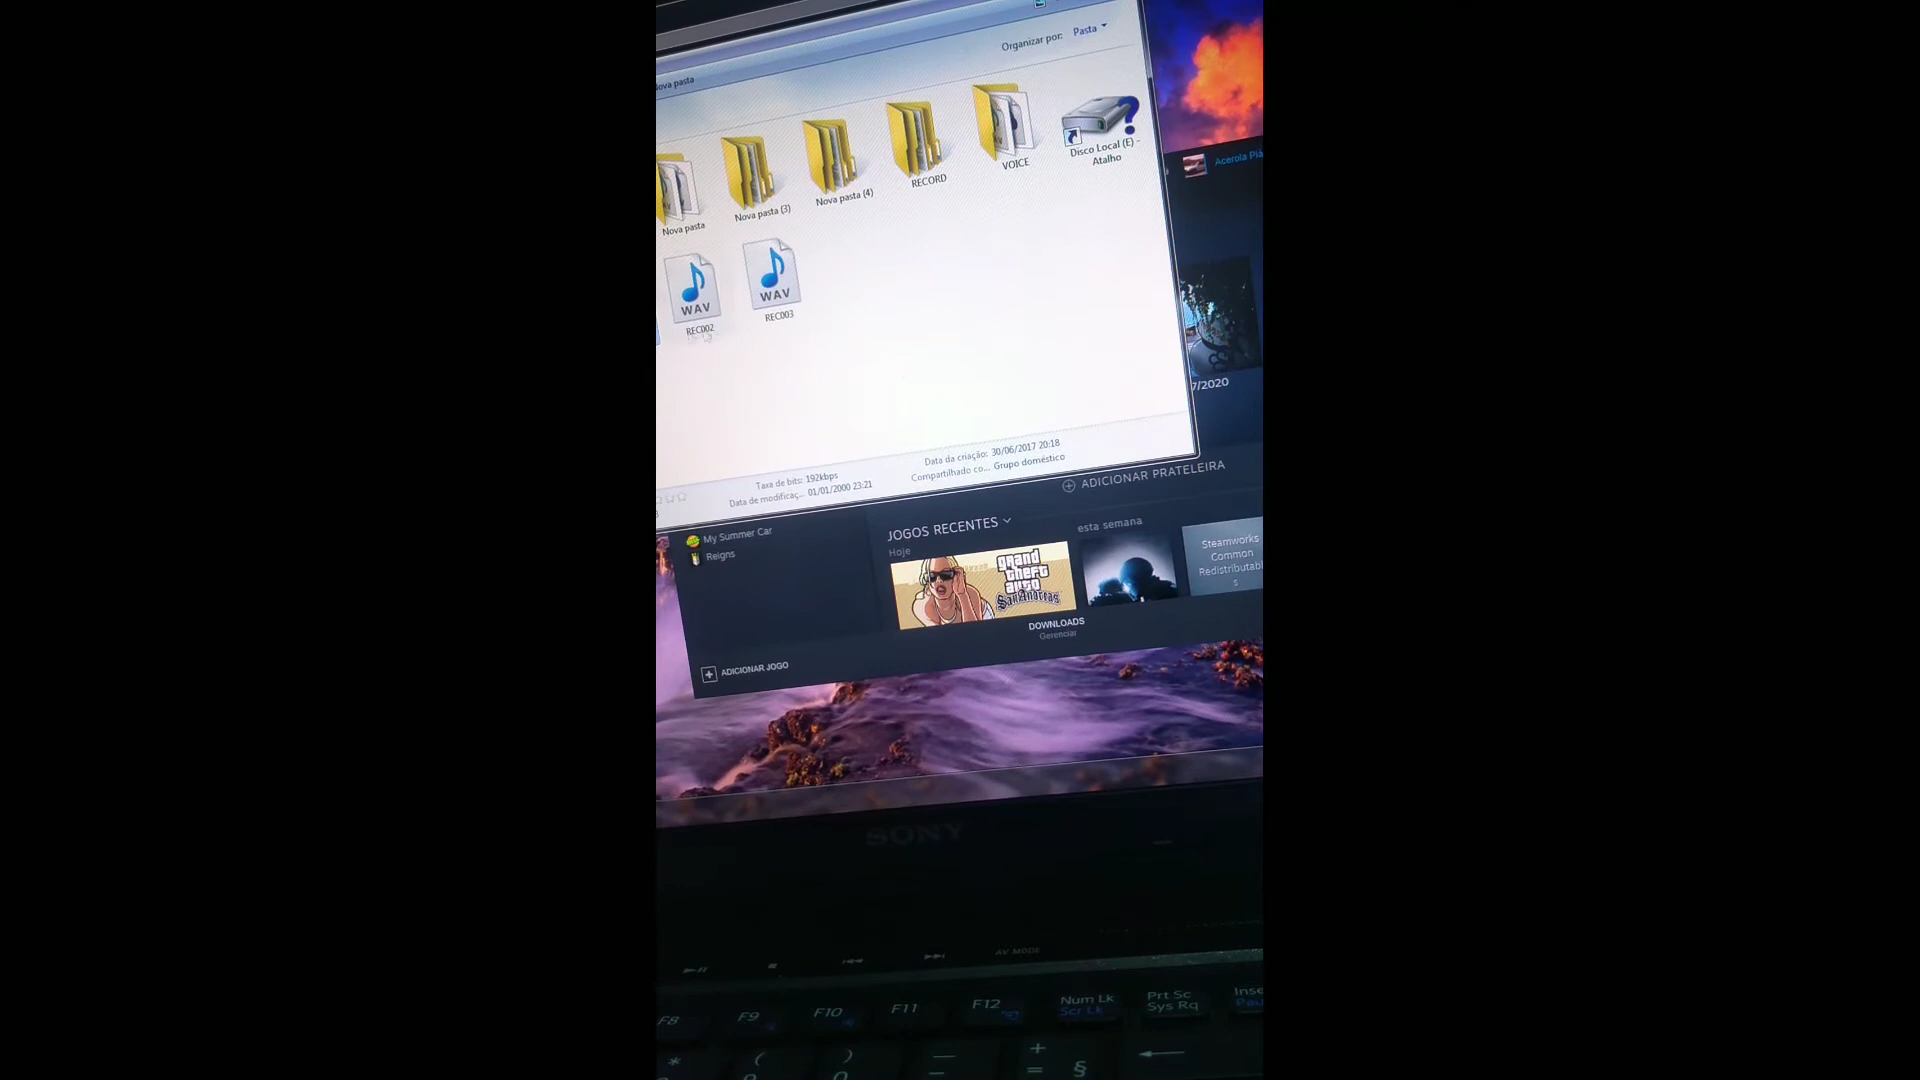 Organizar por: Pasta
Nova pasta
Nova pasta
Nova pasta (3)
Nova pasta (4)
RECORD
VOICE
Disco Local (E) -
Atalho
WAV
REC002
WAV
REC003
Acerola
7/2020
Taxa de bits: 192kbps
Data de modificaç... 01/01/2000 23:21
Data da criação: 30/06/2017 20:18
Compartilhado co... Grupo doméstico
ADICIONAR PRATELEIRA
My Summer Car
Reigns
JOGOS RECENTES
Hoje
esta semana
grand
theft
auto
San Andreas
Steamworks
Common
Redistributabl
s
DOWNLOADS
Gerenciar
+ ADICIONAR JOGO
SONY
AV MODE
F8
F9
F10
F11
F12
Num Lk
Scr Lk
Prt Sc
Sys Rq
Inse
Pau
* ( ) — +
= §